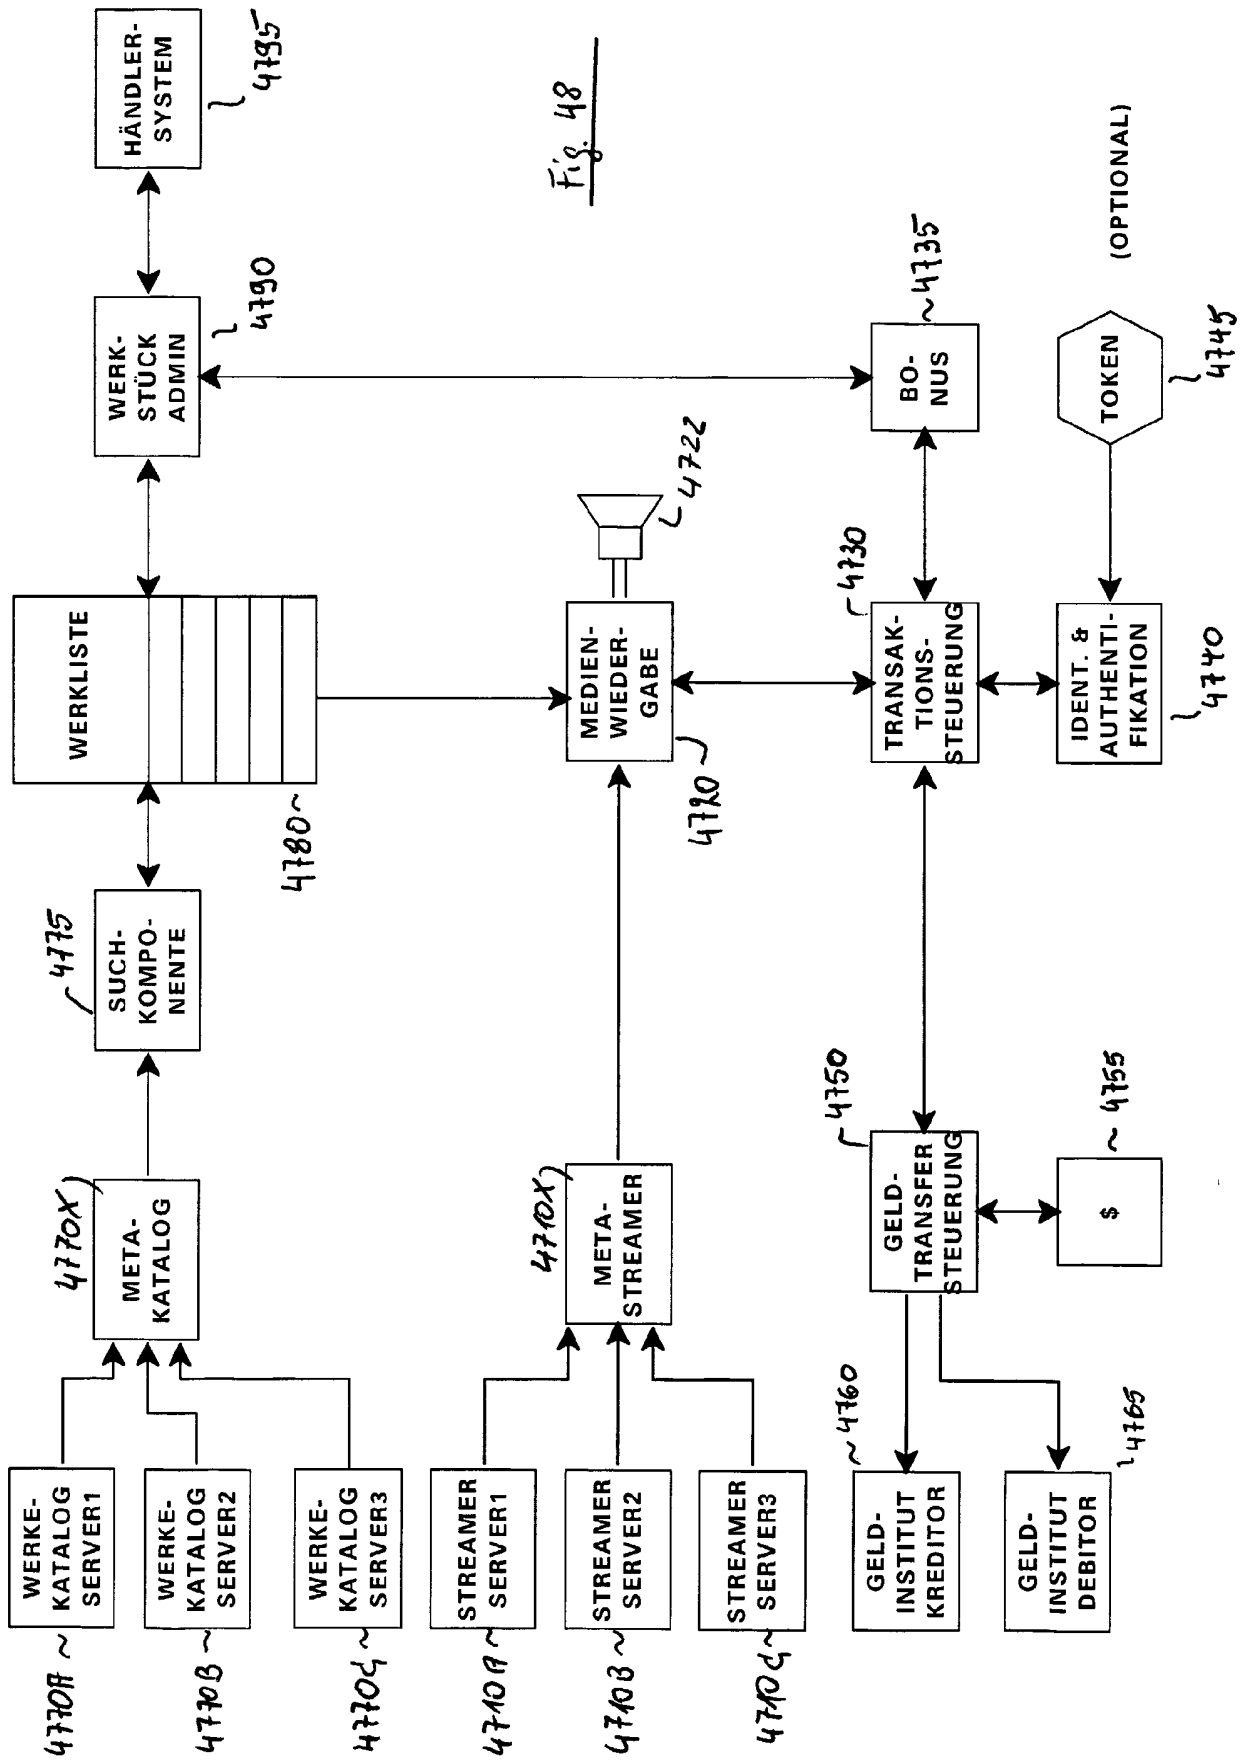 WERKE-
KATALOG
SERVER1
4770A
WERKE-
KATALOG
SERVER2
4770B
WERKE-
KATALOG
SERVER3
4770C
META-
KATALOG
4770X
SUCH-
KOMPO-
NENTE
4775
WERKLISTE
4780
WERK-
STÜCK
ADMIN
4790
HÄNDLER-
SYSTEM
4795
STREAMER
SERVER1
4710A
STREAMER
SERVER2
4710B
STREAMER
SERVER3
4710C
META-
STREAMER
4710X
MEDIEN-
WIEDER-
GABE
4720
4722
Fig. 48
GELD-
INSTITUT
KREDITOR
4760
GELD-
INSTITUT
DEBITOR
4765
GELD-
TRANSFER
STEUERUNG
4750
$
4755
TRANSAK-
TIONS-
STEUERUNG
4730
BO-
NUS
4735
IDENT. &
AUTHENTI-
FIKATION
4740
TOKEN
4745
(OPTIONAL)